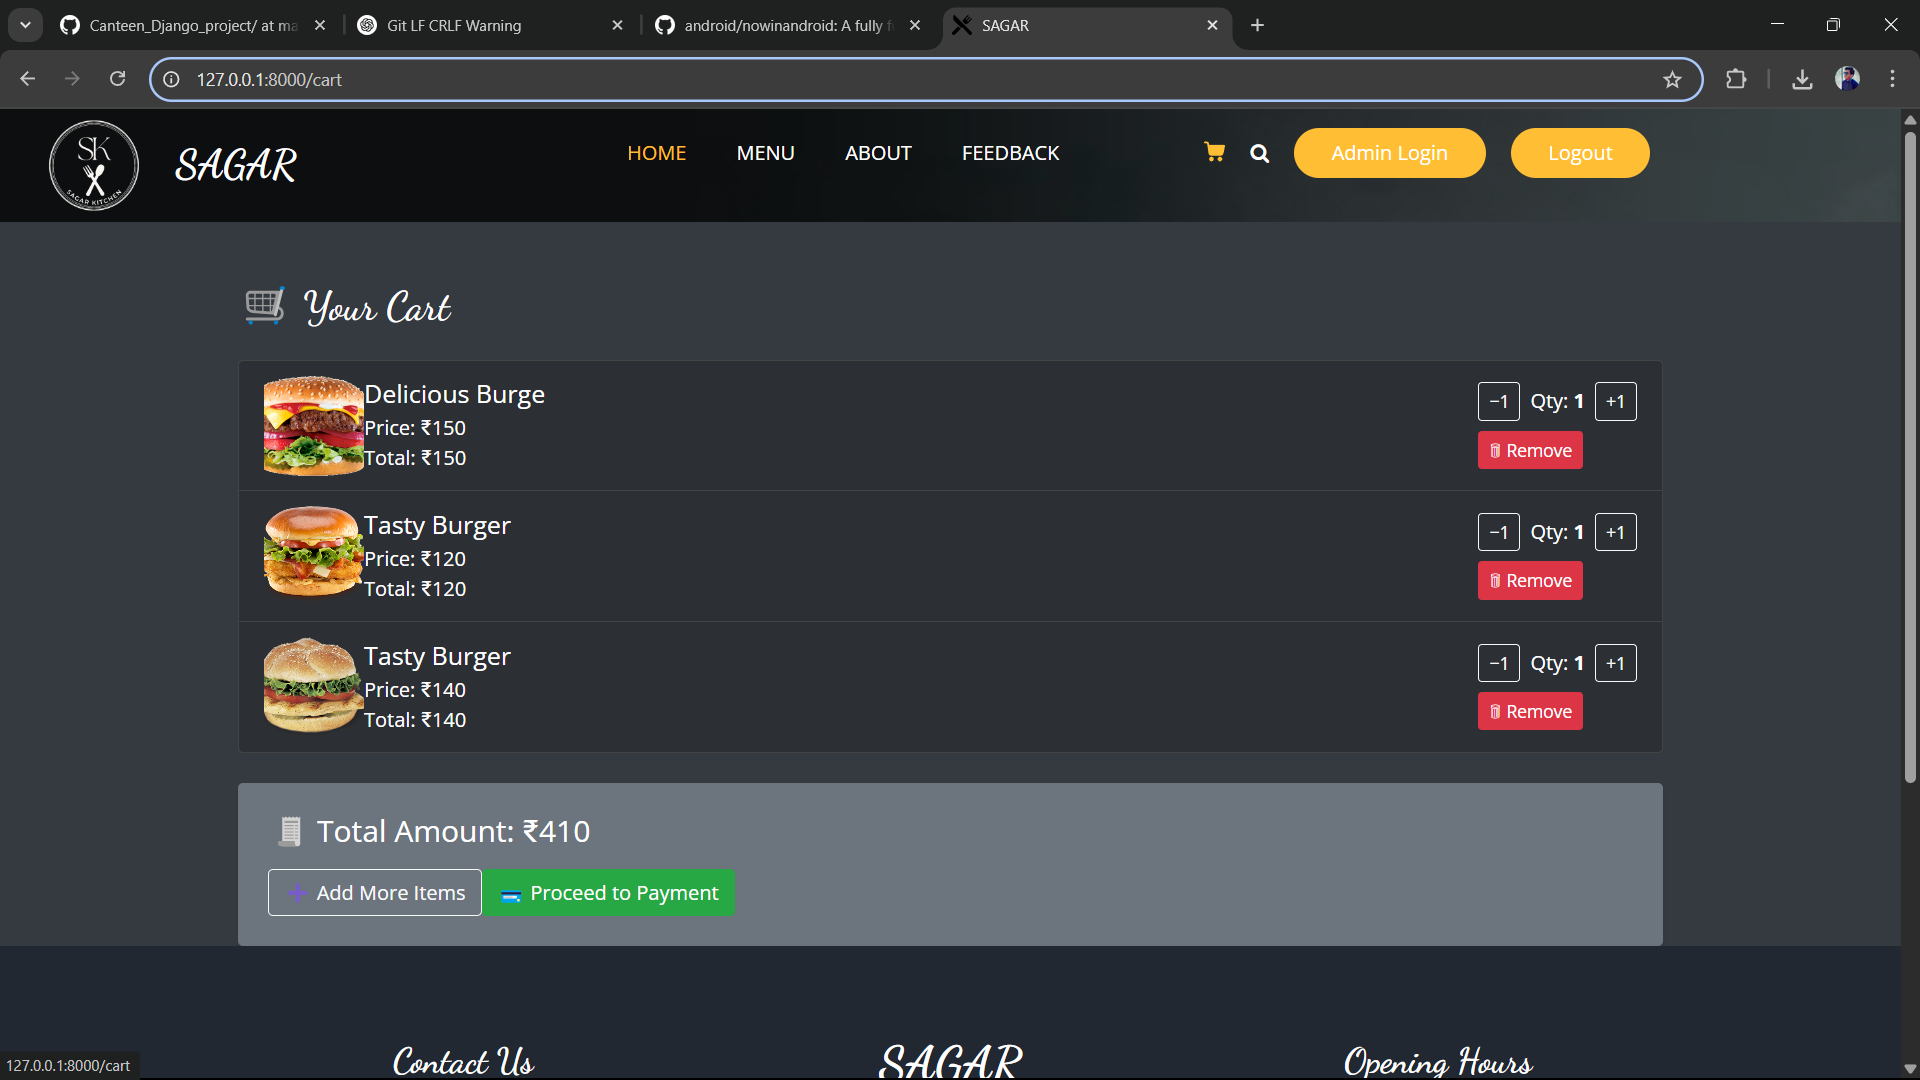 Canteen_Django_project/ at ma
Git LF CRLF Warning
android/nowinandroid: A fully f
SAGAR
127.0.0.1:8000/cart
SK
SAGAR KITCHEN
SAGAR
HOME
MENU
ABOUT
FEEDBACK
Admin Login
Logout
Your Cart
Delicious Burge
Price: ₹150
Total: ₹150
−1 Qty: 1 +1
Remove
Tasty Burger
Price: ₹120
Total: ₹120
−1 Qty: 1 +1
Remove
Tasty Burger
Price: ₹140
Total: ₹140
−1 Qty: 1 +1
Remove
Total Amount: ₹410
Add More Items
Proceed to Payment
Contact Us
SAGAR
Opening Hours
127.0.0.1:8000/cart